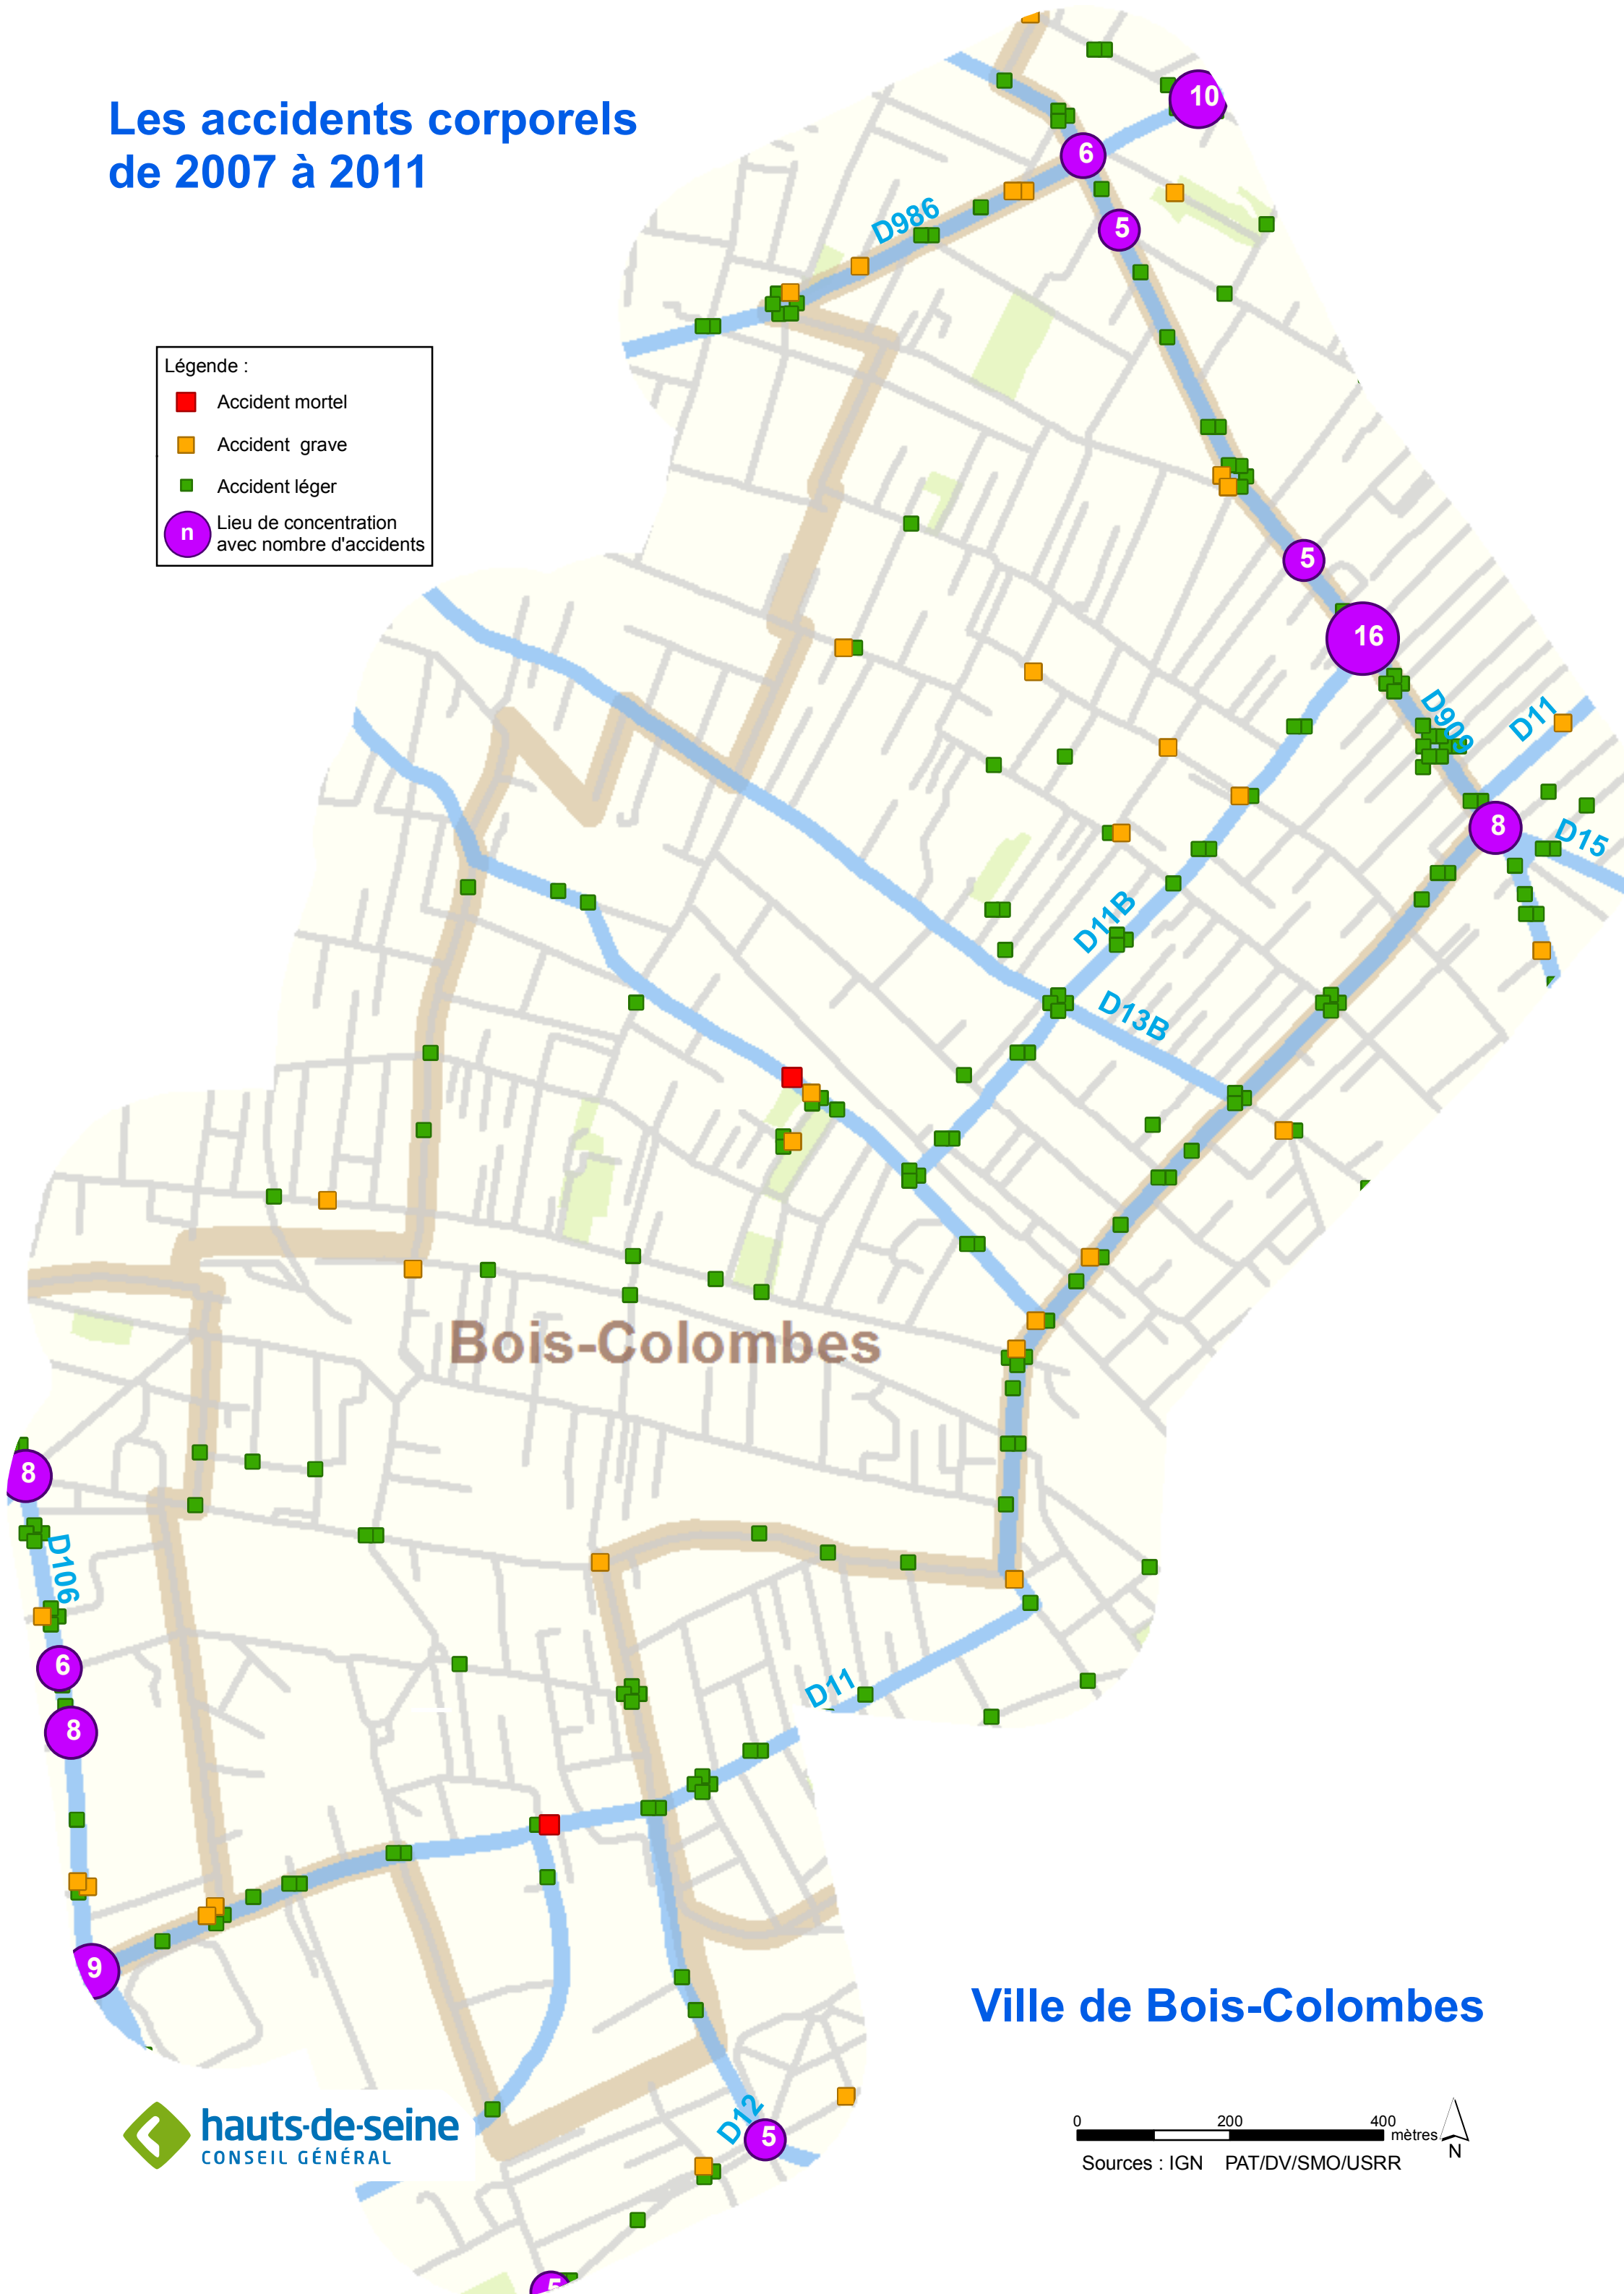 Les accidents corporels
de 2007 à 2011
10
6
5
D986
Légende :
Accident mortel
Accident grave
Accident léger
n
Lieu de concentration
avec nombre d'accidents
5
16
D909
D11
8
D15
D11B
D13B
Bois-Colombes
8
D106
6
8
D11
9
Ville de Bois-Colombes
hauts-de-seine
CONSEIL GÉNÉRAL
D12
5
0 200 400
mètres
N
Sources : IGN PAT/DV/SMO/USRR
5